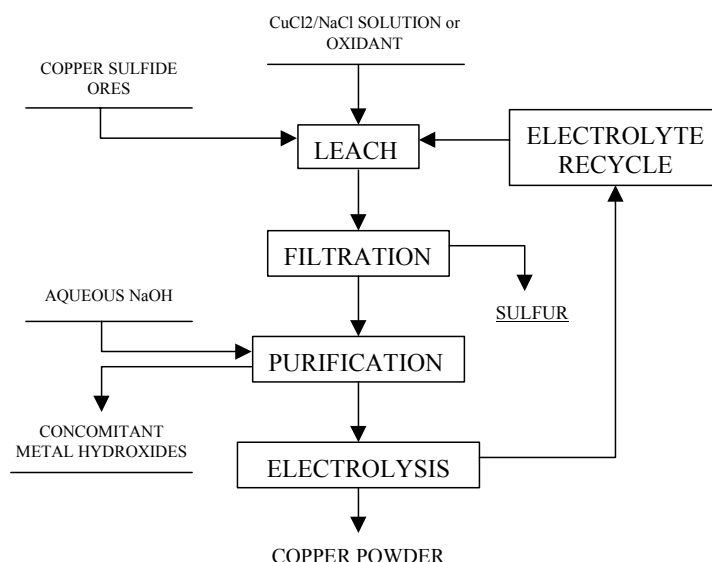 CuCl2/NaCl SOLUTION or
OXIDANT
COPPER SULFIDE
ORES
LEACH
ELECTROLYTE
RECYCLE
FILTRATION
SULFUR
AQUEOUS NaOH
PURIFICATION
CONCOMITANT
METAL HYDROXIDES
ELECTROLYSIS
COPPER POWDER